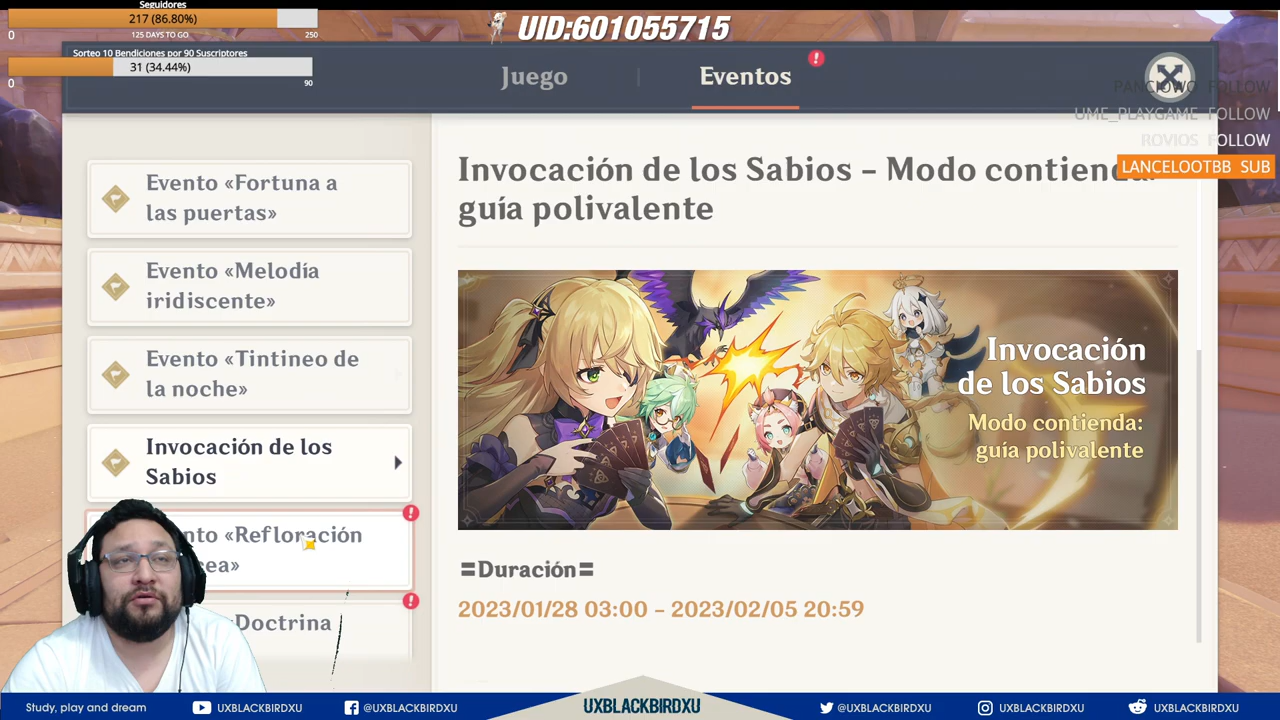 Seguidores
217 (86.80%)
0
125 DAYS TO GO
250
Sorteo 10 Bendiciones por 90 Suscriptores
31 (34.44%)
0
90
UID:601055715
Juego
Eventos
PANCIOWO FOLLOW
UME_PLAYGAME FOLLOW
ROVIOS FOLLOW
LANCELOOTBB SUB
Evento «Fortuna a
las puertas»
Evento «Melodía
iridiscente»
Evento «Tintineo de
la noche»
Invocación de los
Sabios
«Refloración
Doctrina
Invocación de los Sabios – Modo contienda:
guía polivalente
Invocación
de los Sabios
Modo contienda:
guía polivalente
=Duración=
2023/01/28 03:00 – 2023/02/05 20:59
Study, play and dream
UXBLACKBIRDXU
@UXBLACKBIRDXU
UXBLACKBIRDXU
@UXBLACKBIRDXU
UXBLACKBIRDXU
UXBLACKBIRDXU